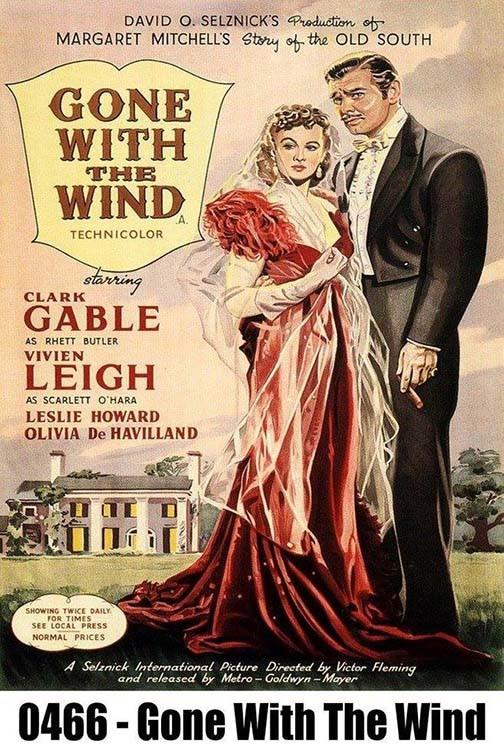 DAVID O. SELZNICK'S Production of
MARGARET MITCHELL'S Story of the OLD SOUTH
GONE
WITH
THE
WIND
A.
TECHNICOLOR
starring
CLARK
GABLE
AS RHETT BUTLER
VIVIEN
LEIGH
AS SCARLETT O'HARA
LESLIE HOWARD
OLIVIA De HAVILLAND
SHOWING TWICE DAILY.
FOR TIMES
SEE LOCAL PRESS
NORMAL PRICES
A Selznick International Picture Directed by Victor Fleming
and released by Metro-Goldwyn-Mayer
0466 - Gone With The Wind